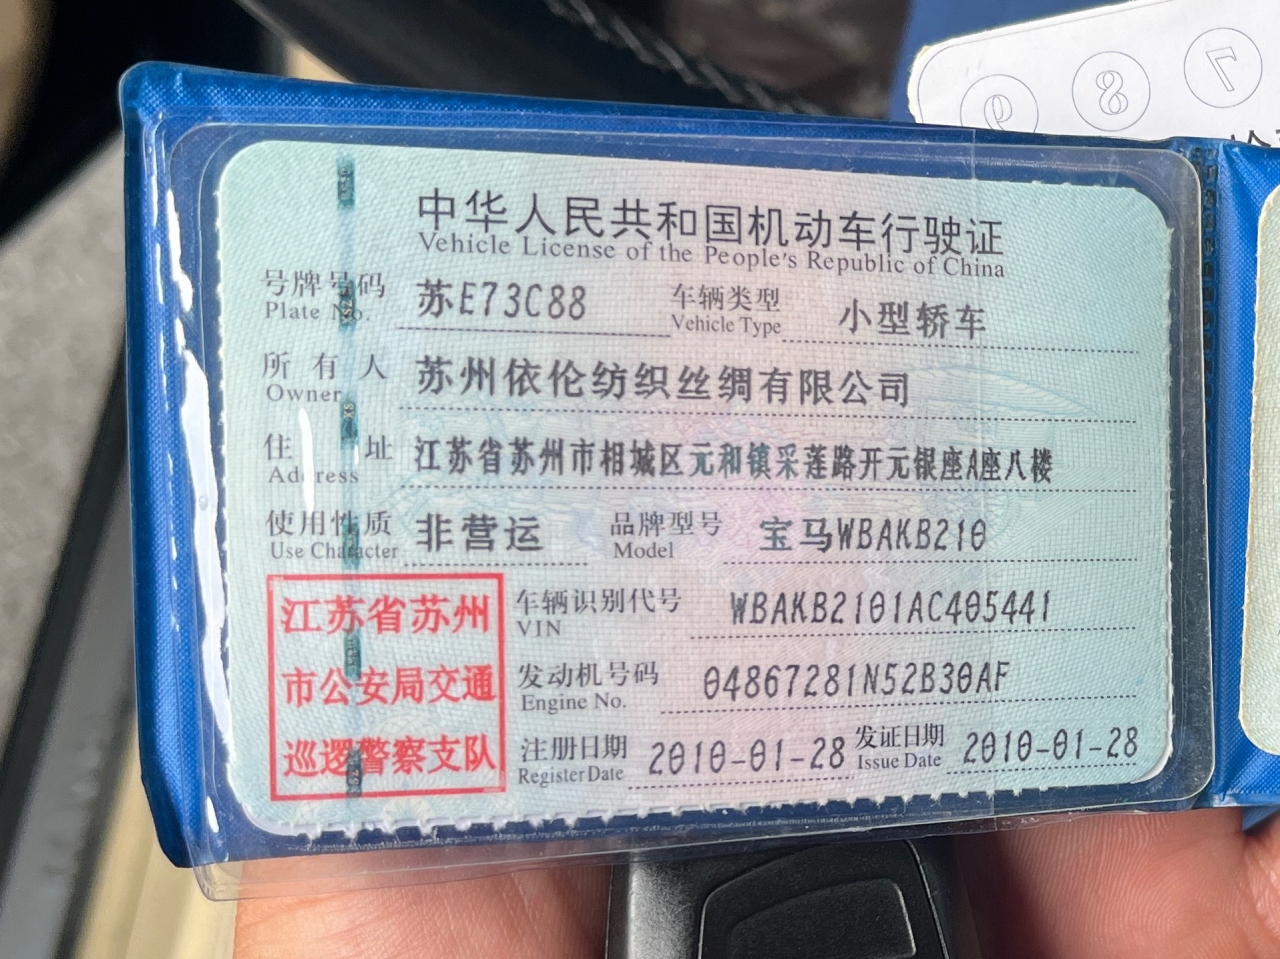 7
8
9
中华人民共和国机动车行驶证
Vehicle License of the People's Republic of China
号牌号码 苏E73C88 车辆类型 小型轿车
Plate No. Vehicle Type
所有人 苏州依伦纺织丝绸有限公司
Owner
住址 江苏省苏州市相城区元和镇采莲路开元银座A座八楼
Address
使用性质 非营运 品牌型号 宝马WBAKB210
Use Character Model
江苏省苏州
市公安局交通
巡逻警察支队
车辆识别代号 WBAKB2101AC405441
VIN
发动机号码 04867281N52B30AF
Engine No.
注册日期 2010-01-28 发证日期 2010-01-28
Register Date Issue Date